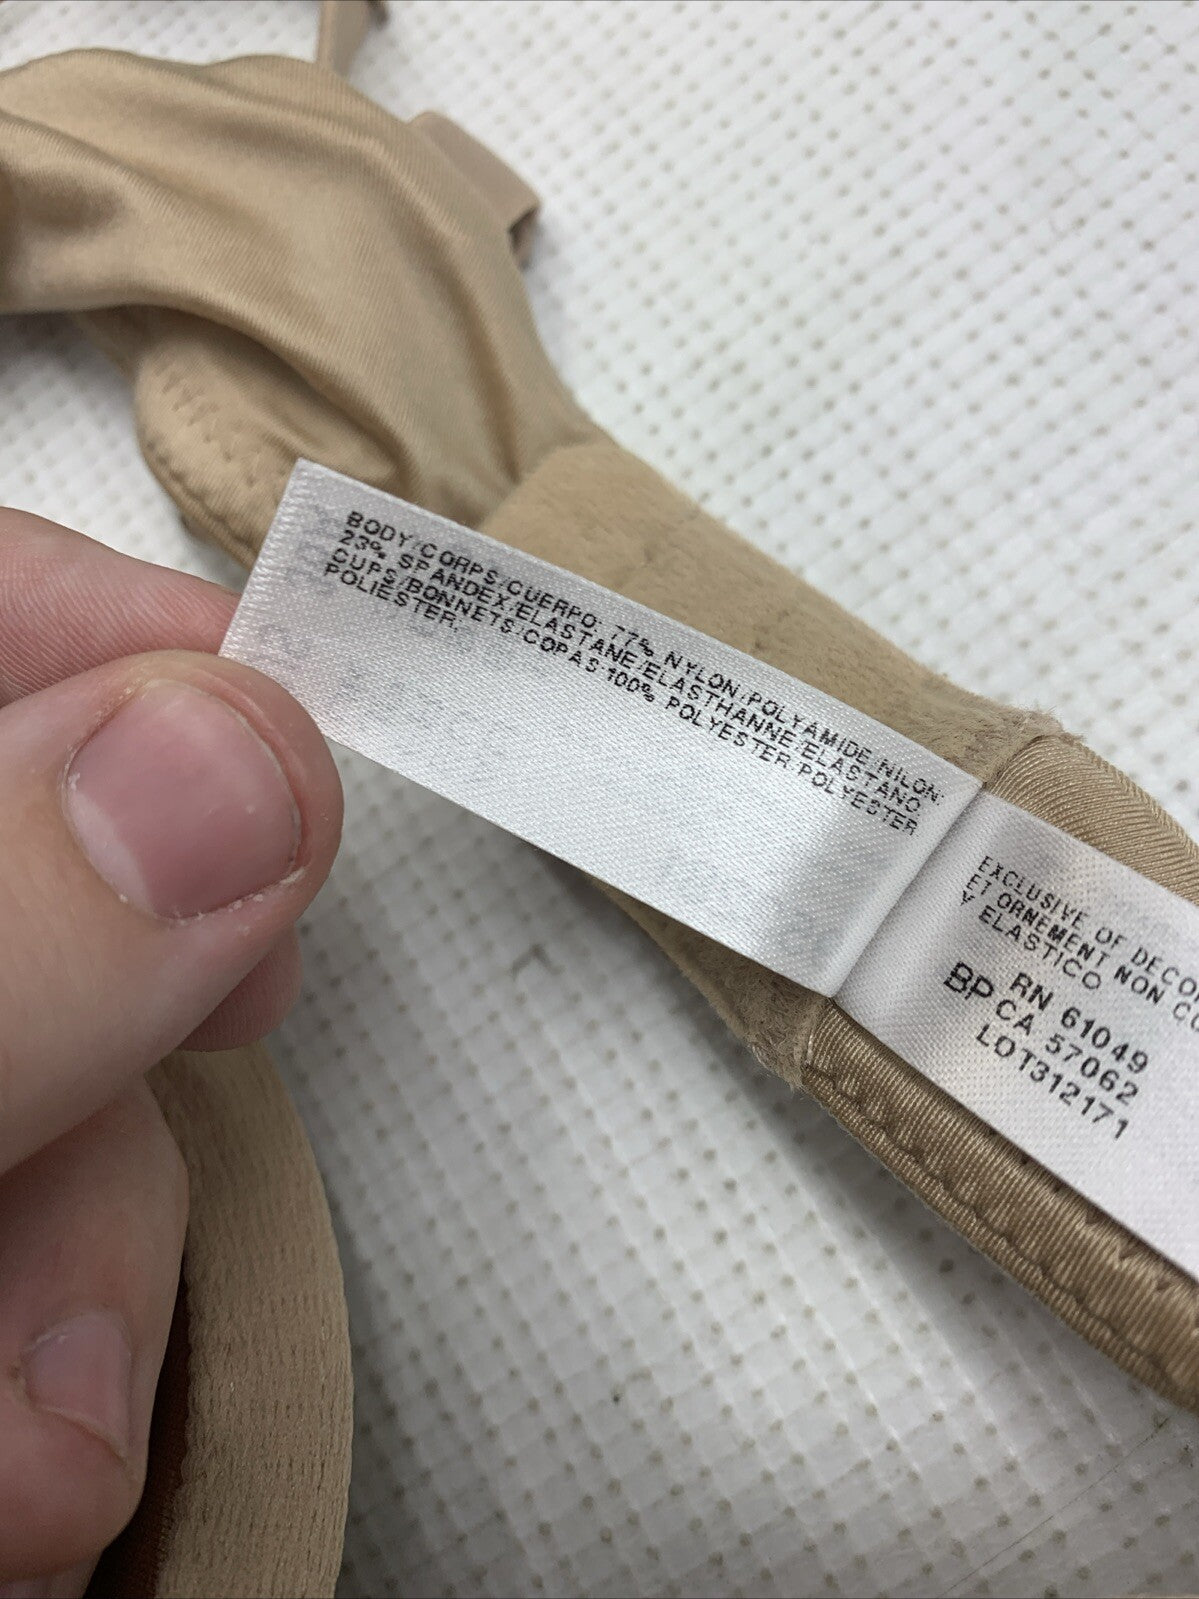 BODY/CORPS/CUERPO: 77% NYLON/POLYAMIDE/NILON:
23% SPANDEX/ELASTANE/ELASTHANNE/ELASTANO.
CUPS/BONNETS/COPAS:100% POLYESTER/POLYESTER
POLIESTER.
EXCLUSIVE OF DECO
ET ORNEMENT NON CO
Y ELASTICO
RN 61049
BP CA 57062
LOT312171